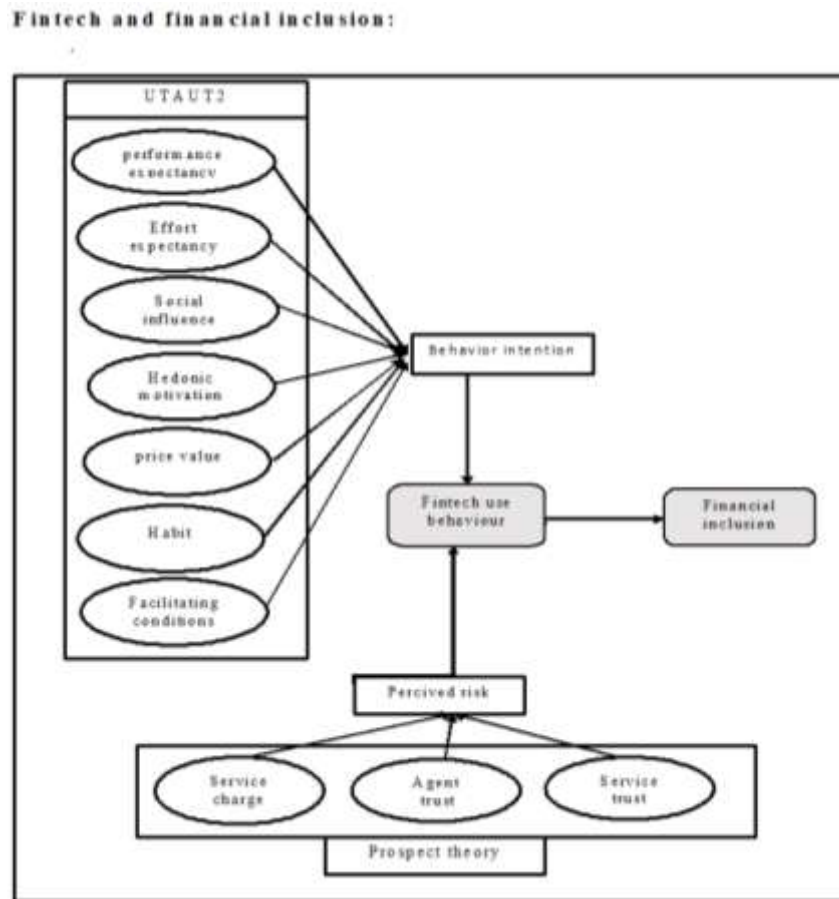 Fintech and financial inclusion:
UTAUT2
performance
expectancy
Effort
expectancy
Social
influence
Hedonic
motivation
price value
Habit
Facilitating
conditions
Behavior intention
Fintech use
behaviour
Financial
inclusion
Percived risk
Service
charge
Agent
trust
Service
trust
Prospect theory